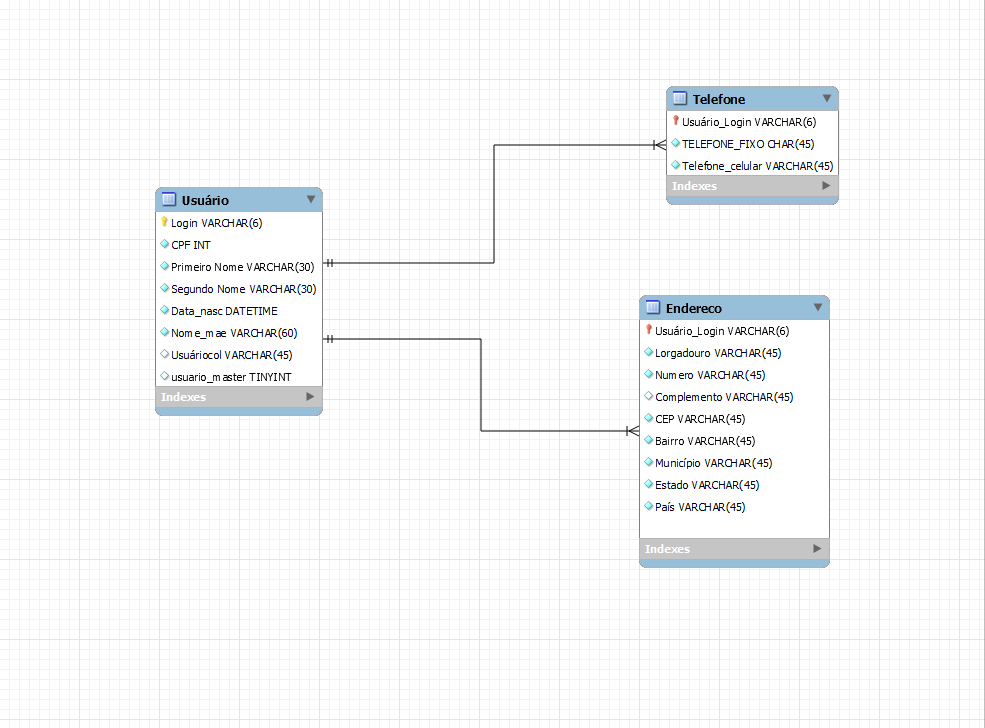 Usuário
Login VARCHAR(6)
CPF INT
Primeiro Nome VARCHAR(30)
Segundo Nome VARCHAR(30)
Data_nasc DATETIME
Nome_mae VARCHAR(60)
Usuáriocol VARCHAR(45)
usuario_master TINYINT
Indexes
Telefone
Usuário_Login VARCHAR(6)
TELEFONE_FIXO CHAR(45)
Telefone_celular VARCHAR(45)
Indexes
Endereco
Usuário_Login VARCHAR(6)
Lorgadouro VARCHAR(45)
Numero VARCHAR(45)
Complemento VARCHAR(45)
CEP VARCHAR(45)
Bairro VARCHAR(45)
Município VARCHAR(45)
Estado VARCHAR(45)
País VARCHAR(45)
Indexes